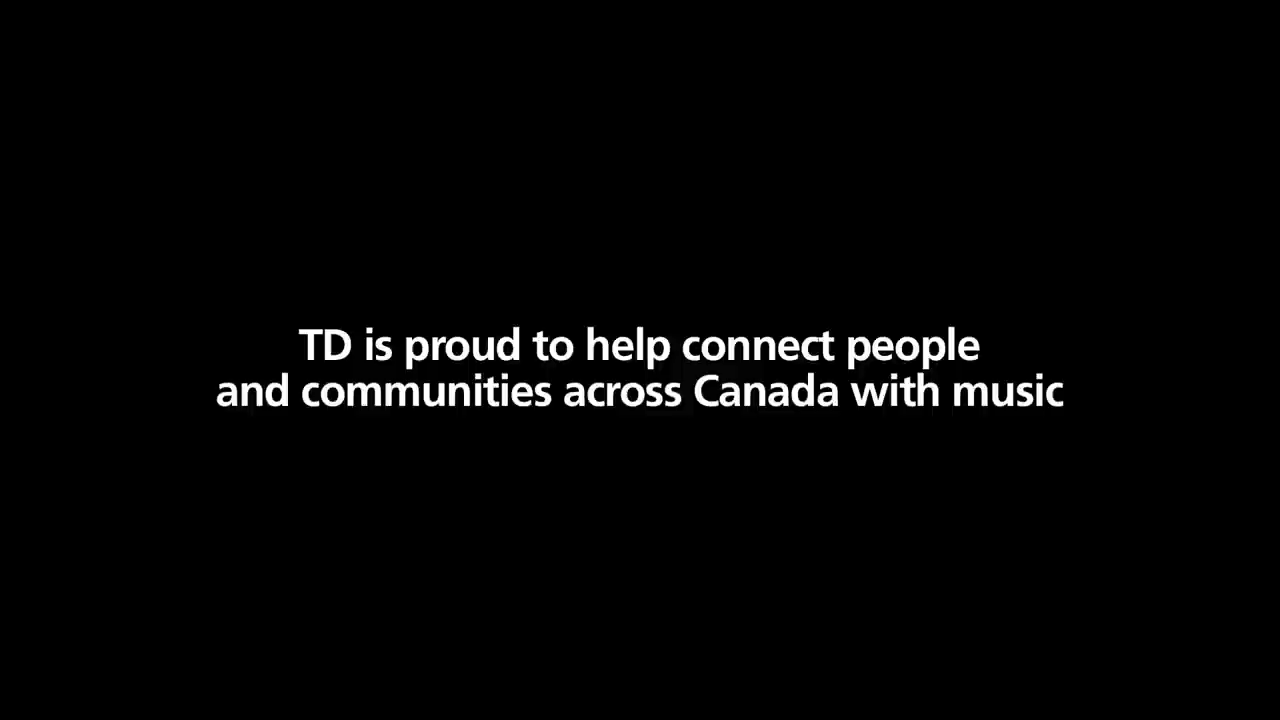 TD is proud to help connect people
and communities across Canada with music